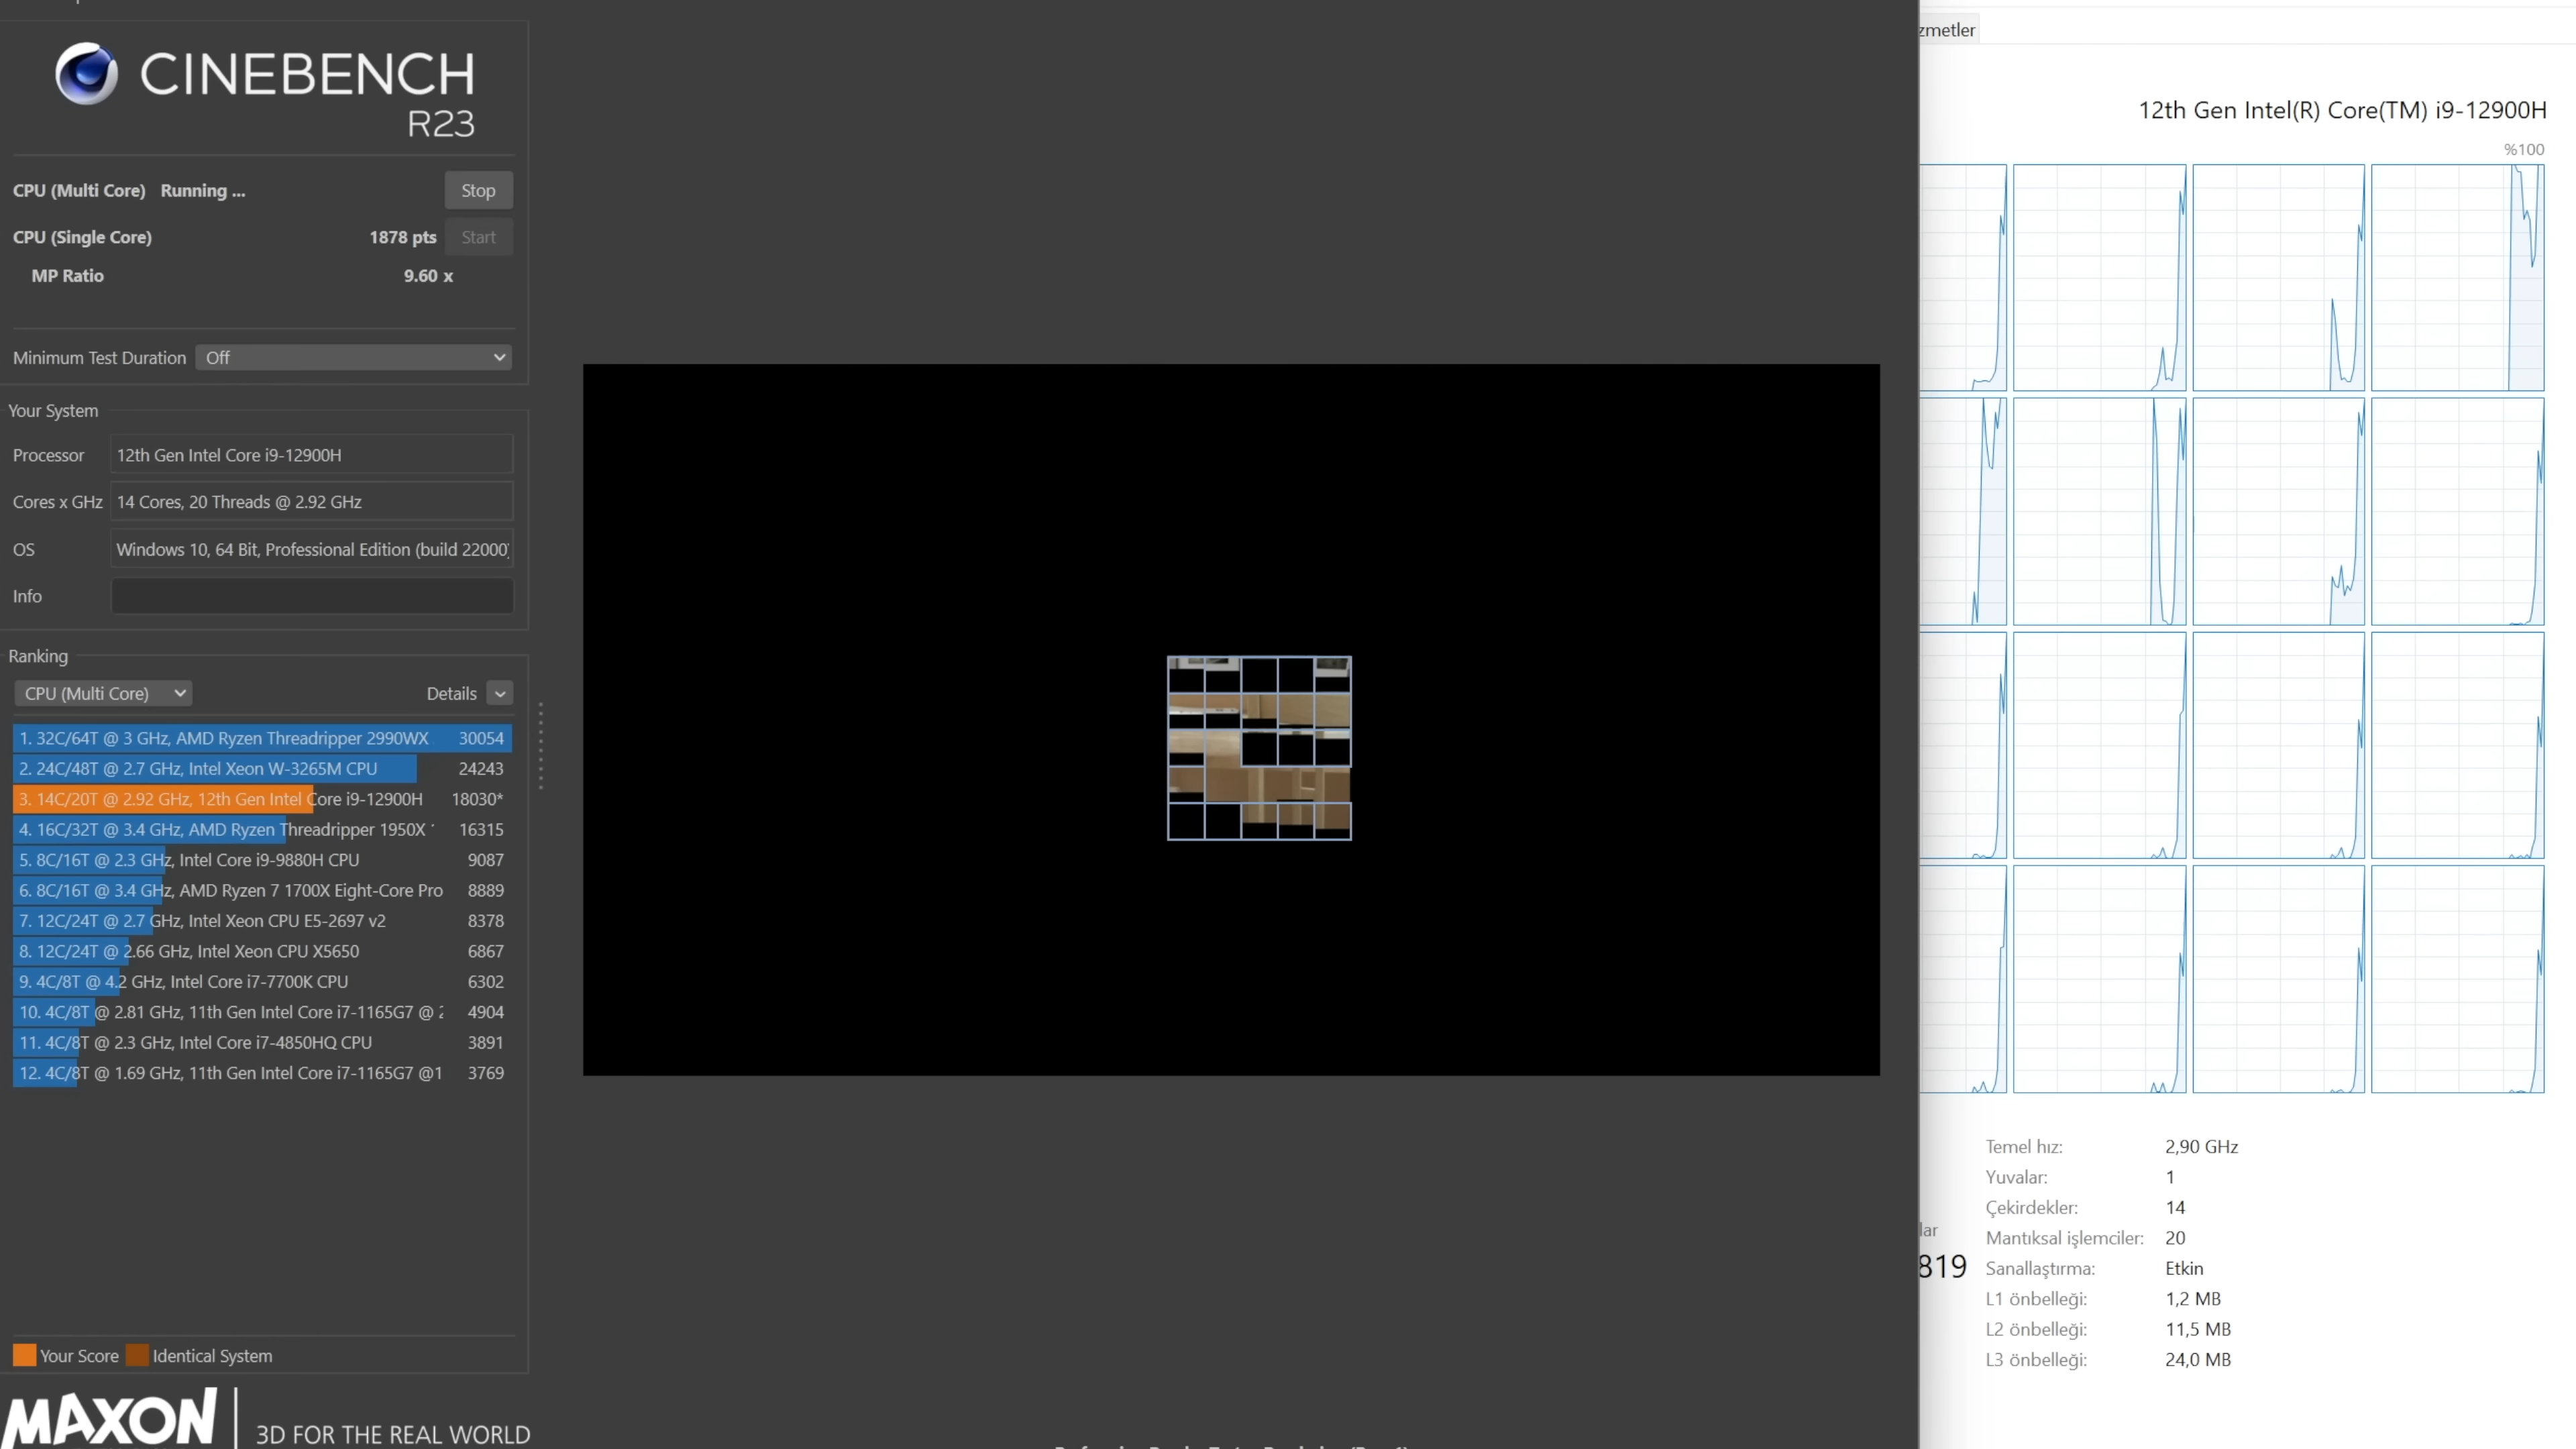 CINEBENCH
R23
CPU (Multi Core) Running ... Stop
CPU (Single Core) 1878 pts Start
MP Ratio 9.60 x
Minimum Test Duration Off
Your System
Processor 12th Gen Intel Core i9-12900H
Cores x GHz 14 Cores, 20 Threads @ 2.92 GHz
OS Windows 10, 64 Bit, Professional Edition (build 22000)
Info
Ranking
CPU (Multi Core) Details
1. 32C/64T @ 3 GHz, AMD Ryzen Threadripper 2990WX 30054
2. 24C/48T @ 2.7 GHz, Intel Xeon W-3265M CPU 24243
3. 14C/20T @ 2.92 GHz, 12th Gen Intel Core i9-12900H 18030*
4. 16C/32T @ 3.4 GHz, AMD Ryzen Threadripper 1950X 16315
5. 8C/16T @ 2.3 GHz, Intel Core i9-9880H CPU 9087
6. 8C/16T @ 3.4 GHz, AMD Ryzen 7 1700X Eight-Core Pro 8889
7. 12C/24T @ 2.7 GHz, Intel Xeon CPU E5-2697 v2 8378
8. 12C/24T @ 2.66 GHz, Intel Xeon CPU X5650 6867
9. 4C/8T @ 4.2 GHz, Intel Core i7-7700K CPU 6302
10. 4C/8T @ 2.81 GHz, 11th Gen Intel Core i7-1165G7 @ 2 4904
11. 4C/8T @ 2.3 GHz, Intel Core i7-4850HQ CPU 3891
12. 4C/8T @ 1.69 GHz, 11th Gen Intel Core i7-1165G7 @1 3769
Your Score Identical System
MAXON 3D FOR THE REAL WORLD
zmetler
12th Gen Intel(R) Core(TM) i9-12900H
%100
lar
819
Temel hız: 2,90 GHz
Yuvalar: 1
Çekirdekler: 14
Mantıksal işlemciler: 20
Sanallaştırma: Etkin
L1 önbelleği: 1,2 MB
L2 önbelleği: 11,5 MB
L3 önbelleği: 24,0 MB